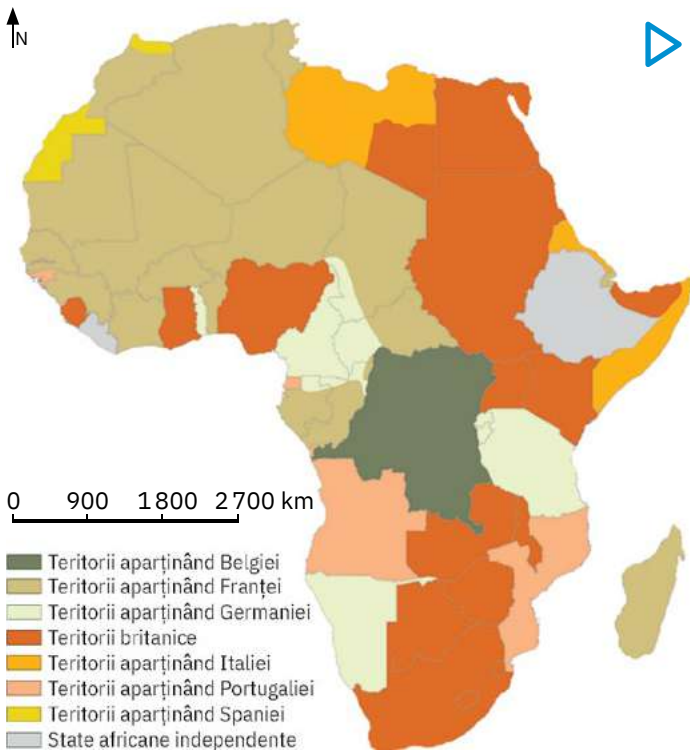 N
0 900 1 800 2 700 km
Teritorii aparținând Belgiei
Teritorii aparținând Franței
Teritorii aparținând Germaniei
Teritorii britanice
Teritorii aparținând Italiei
Teritorii aparținând Portugaliei
Teritorii aparținând Spaniei
State africane independente